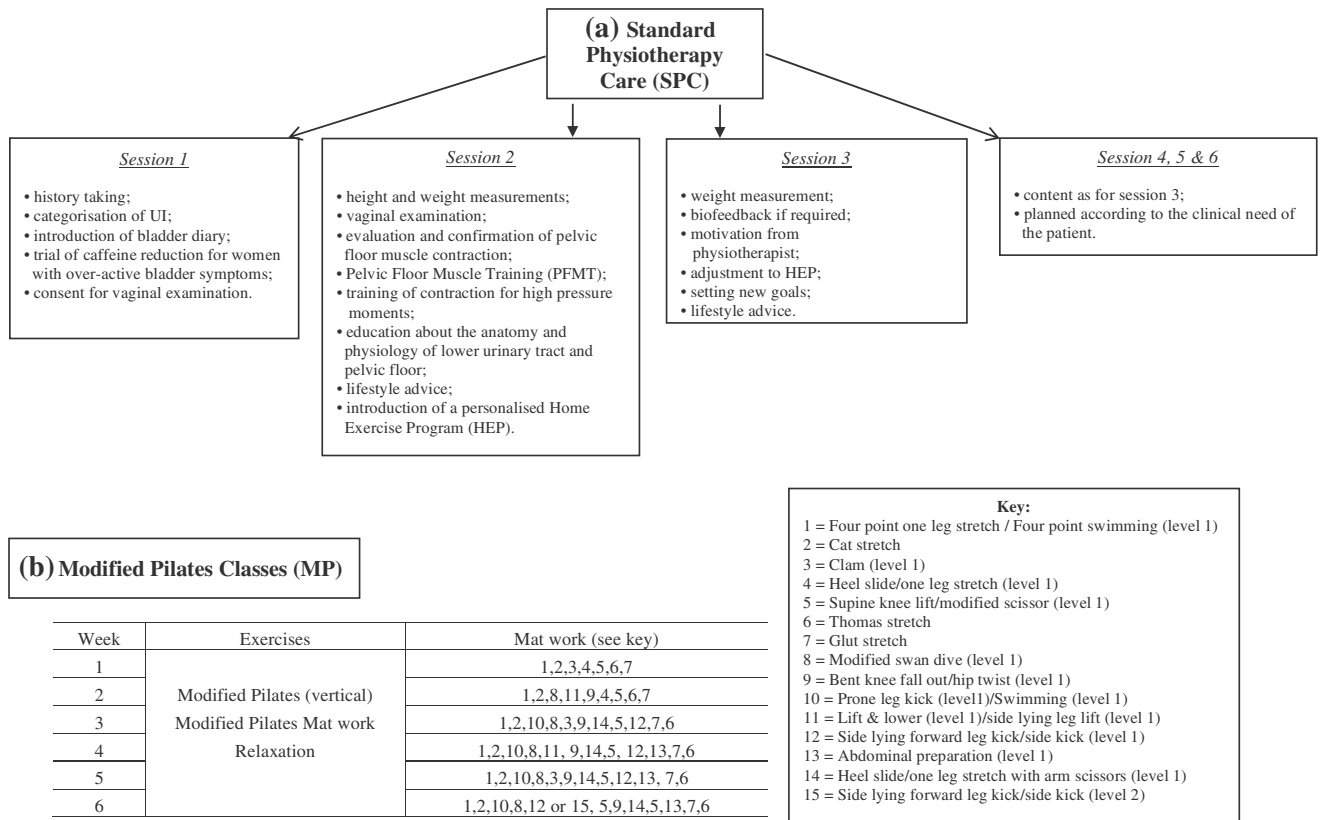 (a) Standard
Physiotherapy
Care (SPC)
Session 1
• history taking;
• categorisation of UI;
• introduction of bladder diary;
• trial of caffeine reduction for women
with over-active bladder symptoms;
• consent for vaginal examination.
Session 2
• height and weight measurements;
• vaginal examination;
• evaluation and confirmation of pelvic
floor muscle contraction;
• Pelvic Floor Muscle Training (PFMT);
• training of contraction for high pressure
moments;
• education about the anatomy and
physiology of lower urinary tract and
pelvic floor;
• lifestyle advice;
• introduction of a personalised Home
Exercise Program (HEP).
Session 3
• weight measurement;
• biofeedback if required;
• motivation from
physiotherapist;
• adjustment to HEP;
• setting new goals;
• lifestyle advice.
Session 4, 5 & 6
• content as for session 3;
• planned according to the clinical need of
the patient.
(b) Modified Pilates Classes (MP)
Week Exercises Mat work (see key)
1 1,2,3,4,5,6,7
2 Modified Pilates (vertical) 1,2,8,11,9,4,5,6,7
3 Modified Pilates Mat work 1,2,10,8,3,9,14,5,12,7,6
4 Relaxation 1,2,10,8,11, 9,14,5, 12,13,7,6
5 1,2,10,8,3,9,14,5,12,13, 7,6
6 1,2,10,8,12 or 15, 5,9,14,5,13,7,6
Key:
1 = Four point one leg stretch / Four point swimming (level 1)
2 = Cat stretch
3 = Clam (level 1)
4 = Heel slide/one leg stretch (level 1)
5 = Supine knee lift/modified scissor (level 1)
6 = Thomas stretch
7 = Glut stretch
8 = Modified swan dive (level 1)
9 = Bent knee fall out/hip twist (level 1)
10 = Prone leg kick (level1)/Swimming (level 1)
11 = Lift & lower (level 1)/side lying leg lift (level 1)
12 = Side lying forward leg kick/side kick (level 1)
13 = Abdominal preparation (level 1)
14 = Heel slide/one leg stretch with arm scissors (level 1)
15 = Side lying forward leg kick/side kick (level 2)